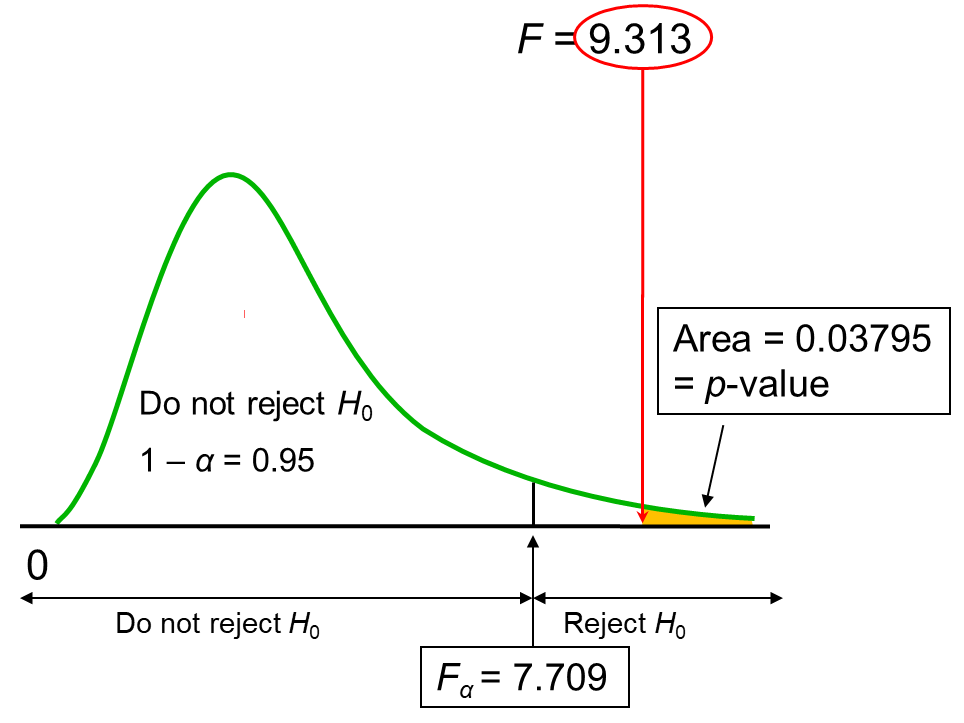 F = 9.313
Area = 0.03795
= p-value
Do not reject H₀
1 – α = 0.95
0
Do not reject H₀
Reject H₀
Fα = 7.709